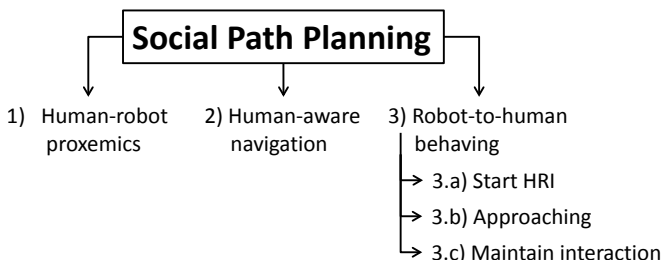 Social Path Planning
1) Human-robot
proxemics
2) Human-aware
navigation
3) Robot-to-human
behaving
3.a) Start HRI
3.b) Approaching
3.c) Maintain interaction